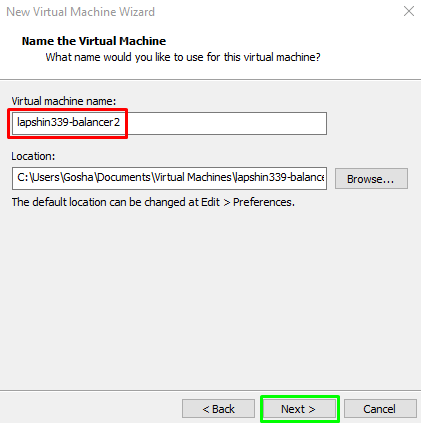 New Virtual Machine Wizard
Name the Virtual Machine
What name would you like to use for this virtual machine?
Virtual machine name:
lapshin339-balancer2
Location:
C:\Users\Gosha\Documents\Virtual Machines\lapshin339-balance
Browse...
The default location can be changed at Edit > Preferences.
< Back
Next >
Cancel